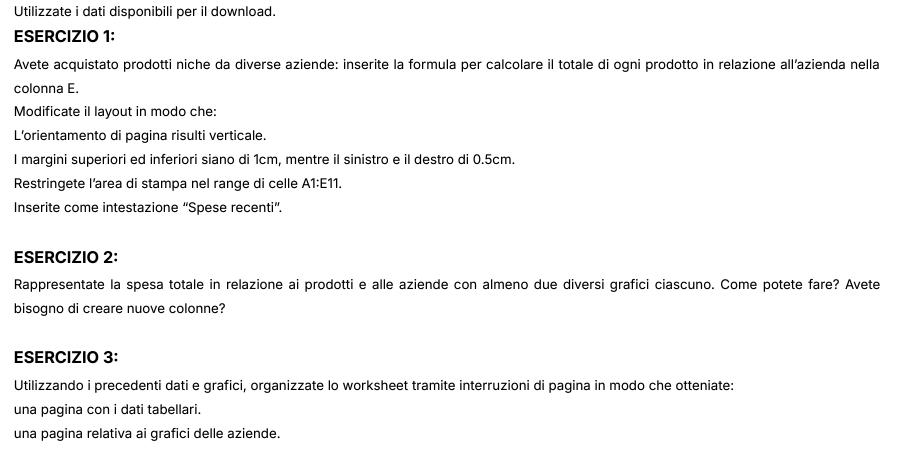 Utilizzate i dati disponibili per il download.
ESERCIZIO 1:
Avete acquistato prodotti niche da diverse aziende: inserite la formula per calcolare il totale di ogni prodotto in relazione all’azienda nella
colonna E.
Modificate il layout in modo che:
L’orientamento di pagina risulti verticale.
I margini superiori ed inferiori siano di 1cm, mentre il sinistro e il destro di 0.5cm.
Restringete l’area di stampa nel range di celle A1:E11.
Inserite come intestazione “Spese recenti”.
ESERCIZIO 2:
Rappresentate la spesa totale in relazione ai prodotti e alle aziende con almeno due diversi grafici ciascuno. Come potete fare? Avete
bisogno di creare nuove colonne?
ESERCIZIO 3:
Utilizzando i precedenti dati e grafici, organizzate lo worksheet tramite interruzioni di pagina in modo che otteniate:
una pagina con i dati tabellari.
una pagina relativa ai grafici delle aziende.